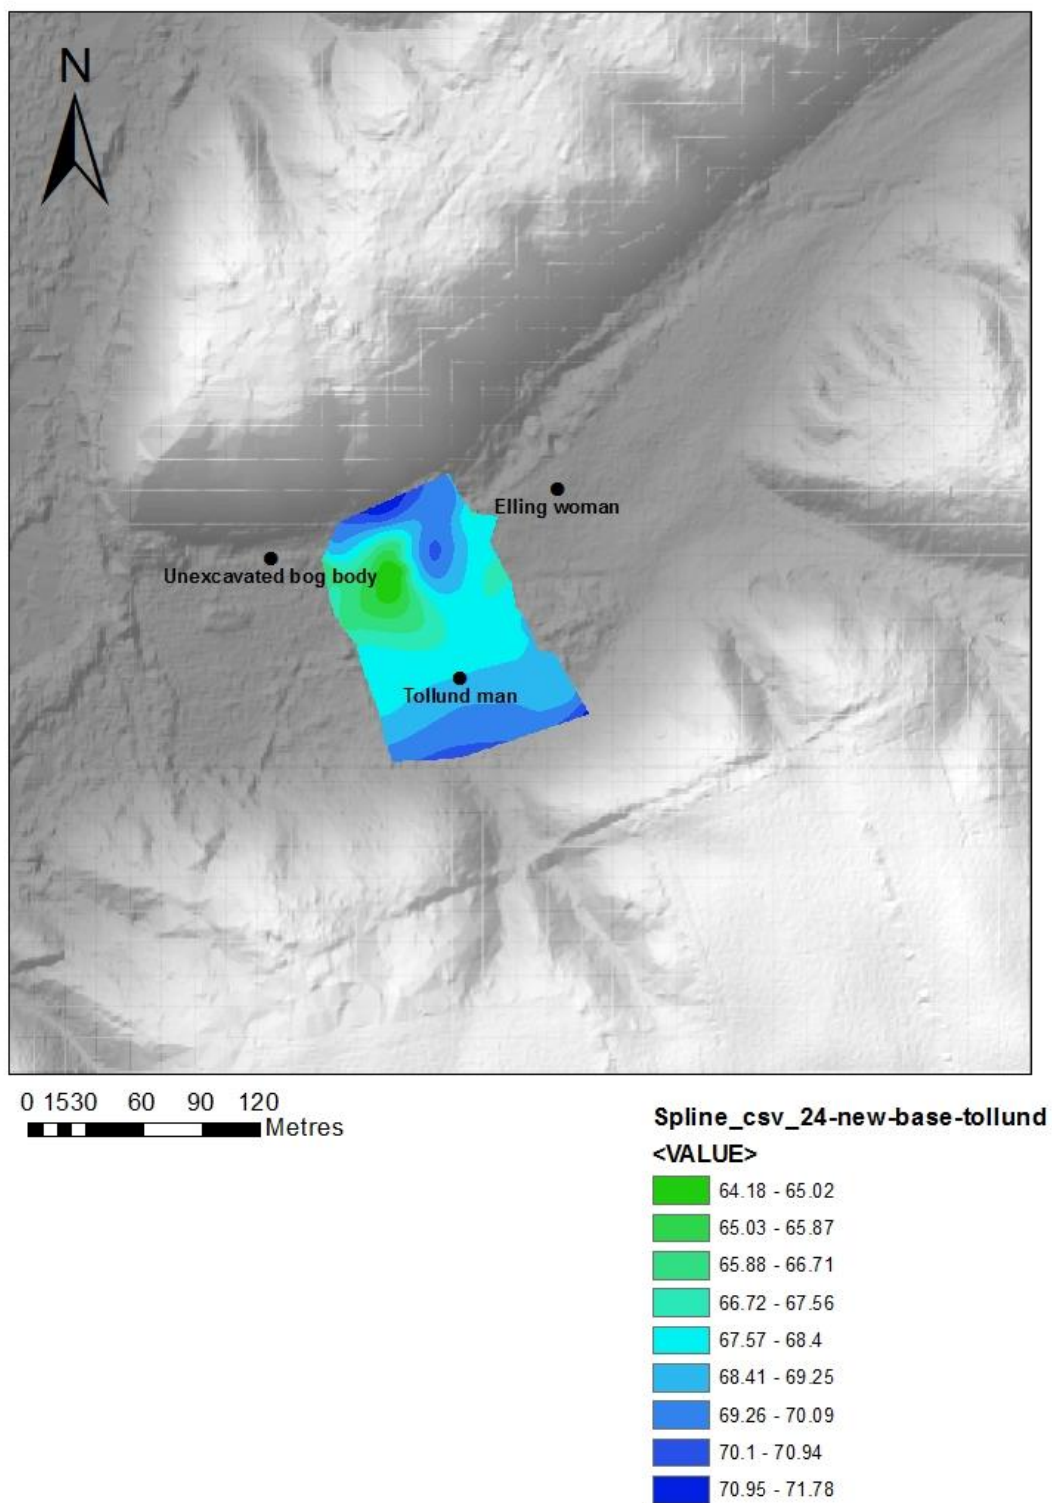 N
Elling woman
Unexcavated bog body
Tollund man
0 1530 60 90 120
Metres
Spline_csv_24-new-base-tollund
<VALUE>
64.18 - 65.02
65.03 - 65.87
65.88 - 66.71
66.72 - 67.56
67.57 - 68.4
68.41 - 69.25
69.26 - 70.09
70.1 - 70.94
70.95 - 71.78